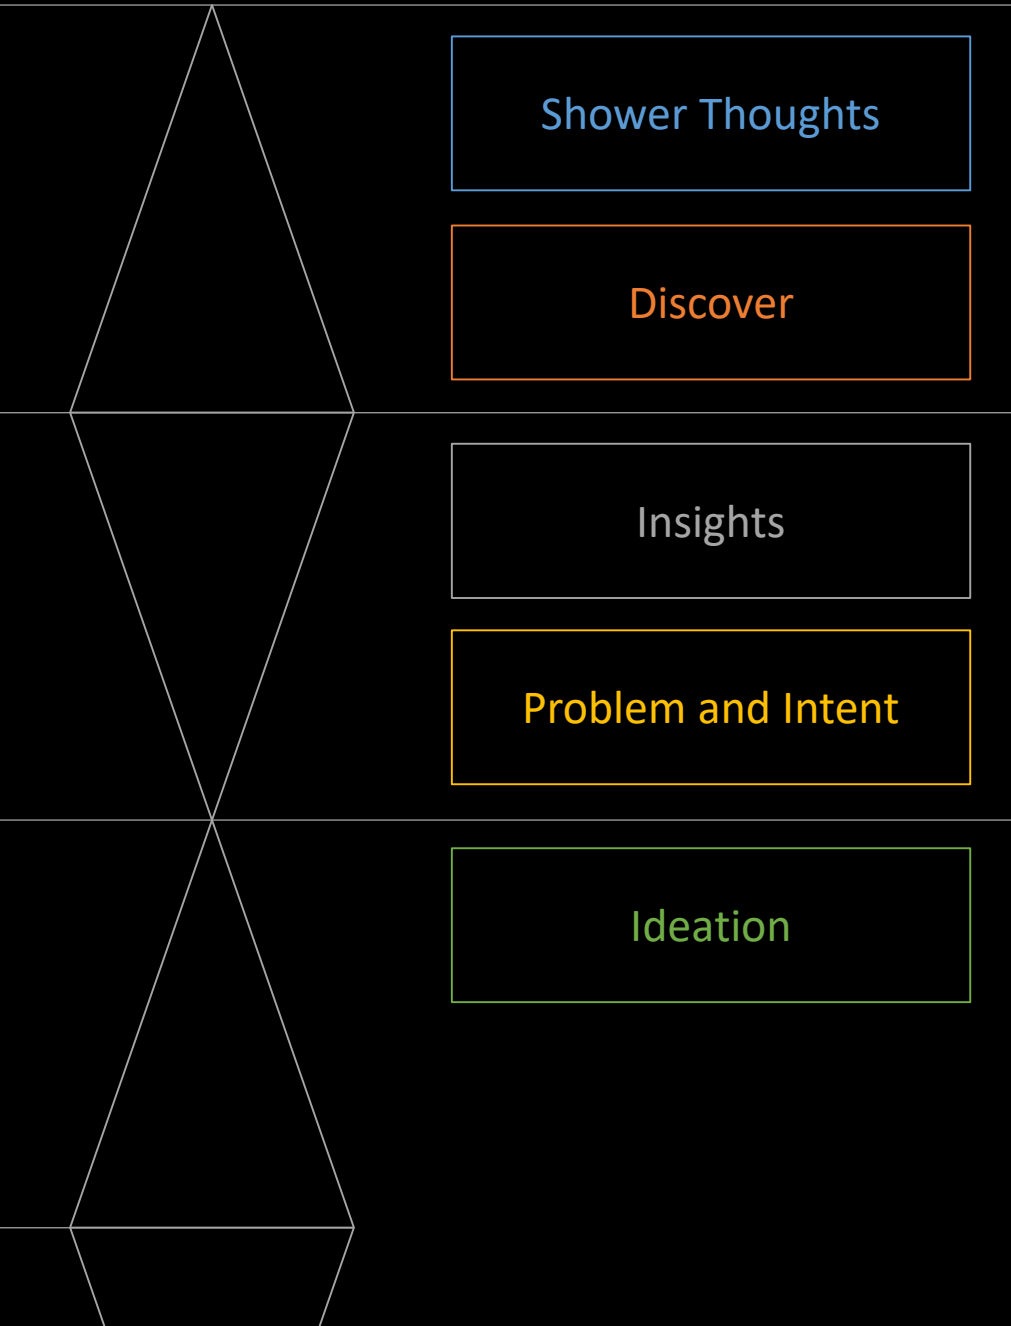 Shower Thoughts
Discover
Insights
Problem and Intent
Ideation